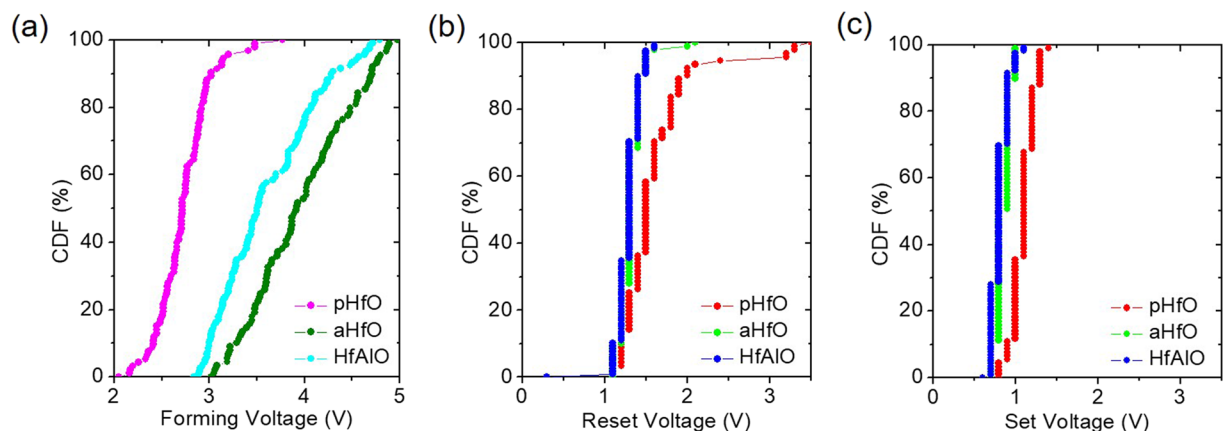 (a)
CDF (%)
100
80
60
40
20
0
pHfO
aHfO
HfAlO
2 3 4 5
Forming Voltage (V)
(b)
CDF (%)
100
80
60
40
20
0
pHfO
aHfO
HfAlO
0 1 2 3
Reset Voltage (V)
(c)
CDF (%)
100
80
60
40
20
0
pHfO
aHfO
HfAlO
0 1 2 3
Set Voltage (V)